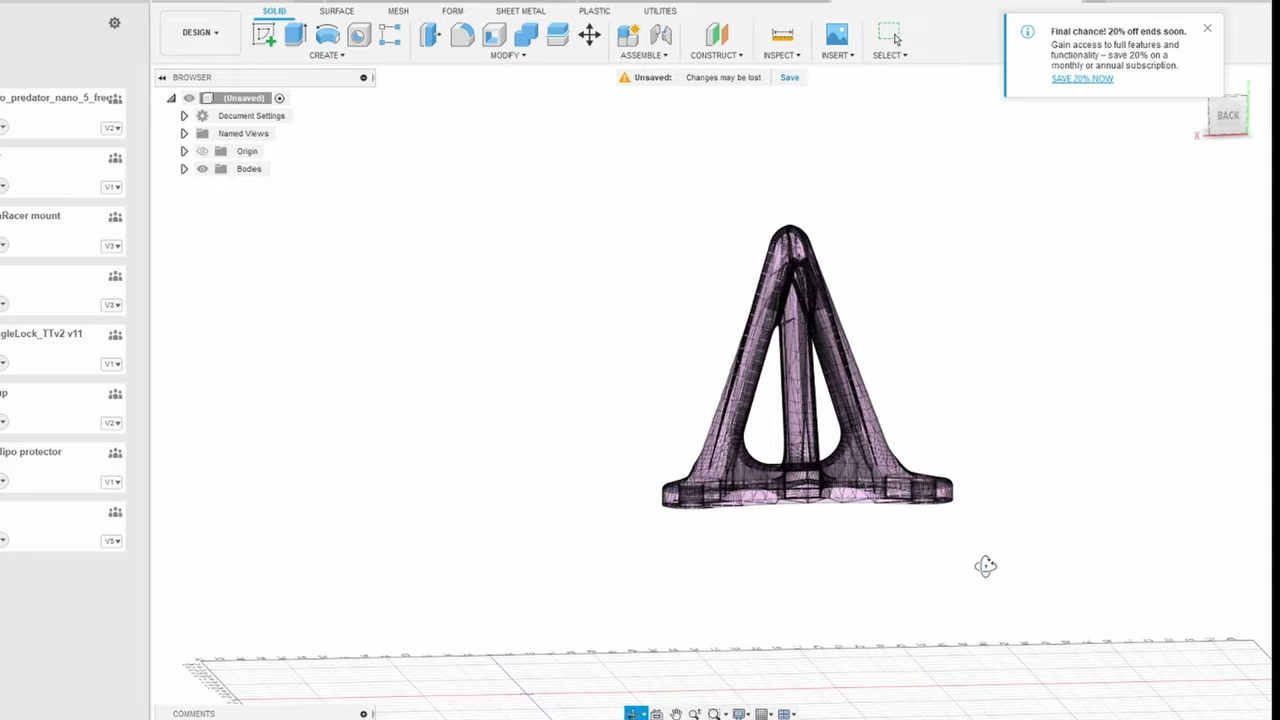 SOLID
SURFACE
MESH
FORM
SHEET METAL
PLASTIC
UTILITIES
DESIGN ▾
CREATE ▾
MODIFY ▾
ASSEMBLE ▾
CONSTRUCT ▾
INSPECT ▾
INSERT ▾
SELECT ▾
Final chance! 20% off ends soon.
Gain access to full features and
functionality – save 20% on a
monthly or annual subscription.
SAVE 20% NOW
BROWSER
Unsaved: Changes may be lost Save
(Unsaved)
Document Settings
Named Views
Origin
Bodies
BACK
X
o_predator_nano_5_freq
V2▾
V1▾
Racer mount
V3▾
V3▾
gleLock_TTv2 v11
V1▾
up
V2▾
lipo protector
V1▾
V5▾
COMMENTS